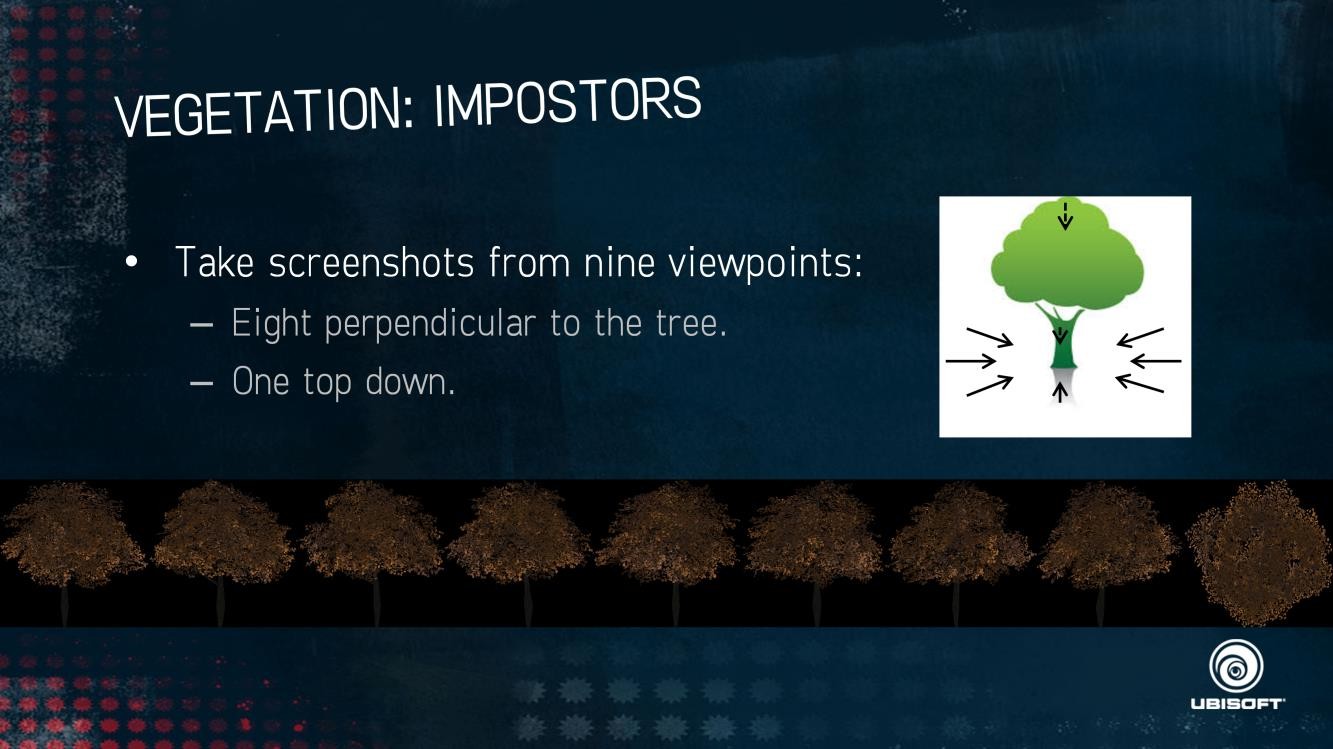 VEGETATION: IMPOSTORS
• Take screenshots from nine viewpoints:
– Eight perpendicular to the tree.
– One top down.
UBISOFT